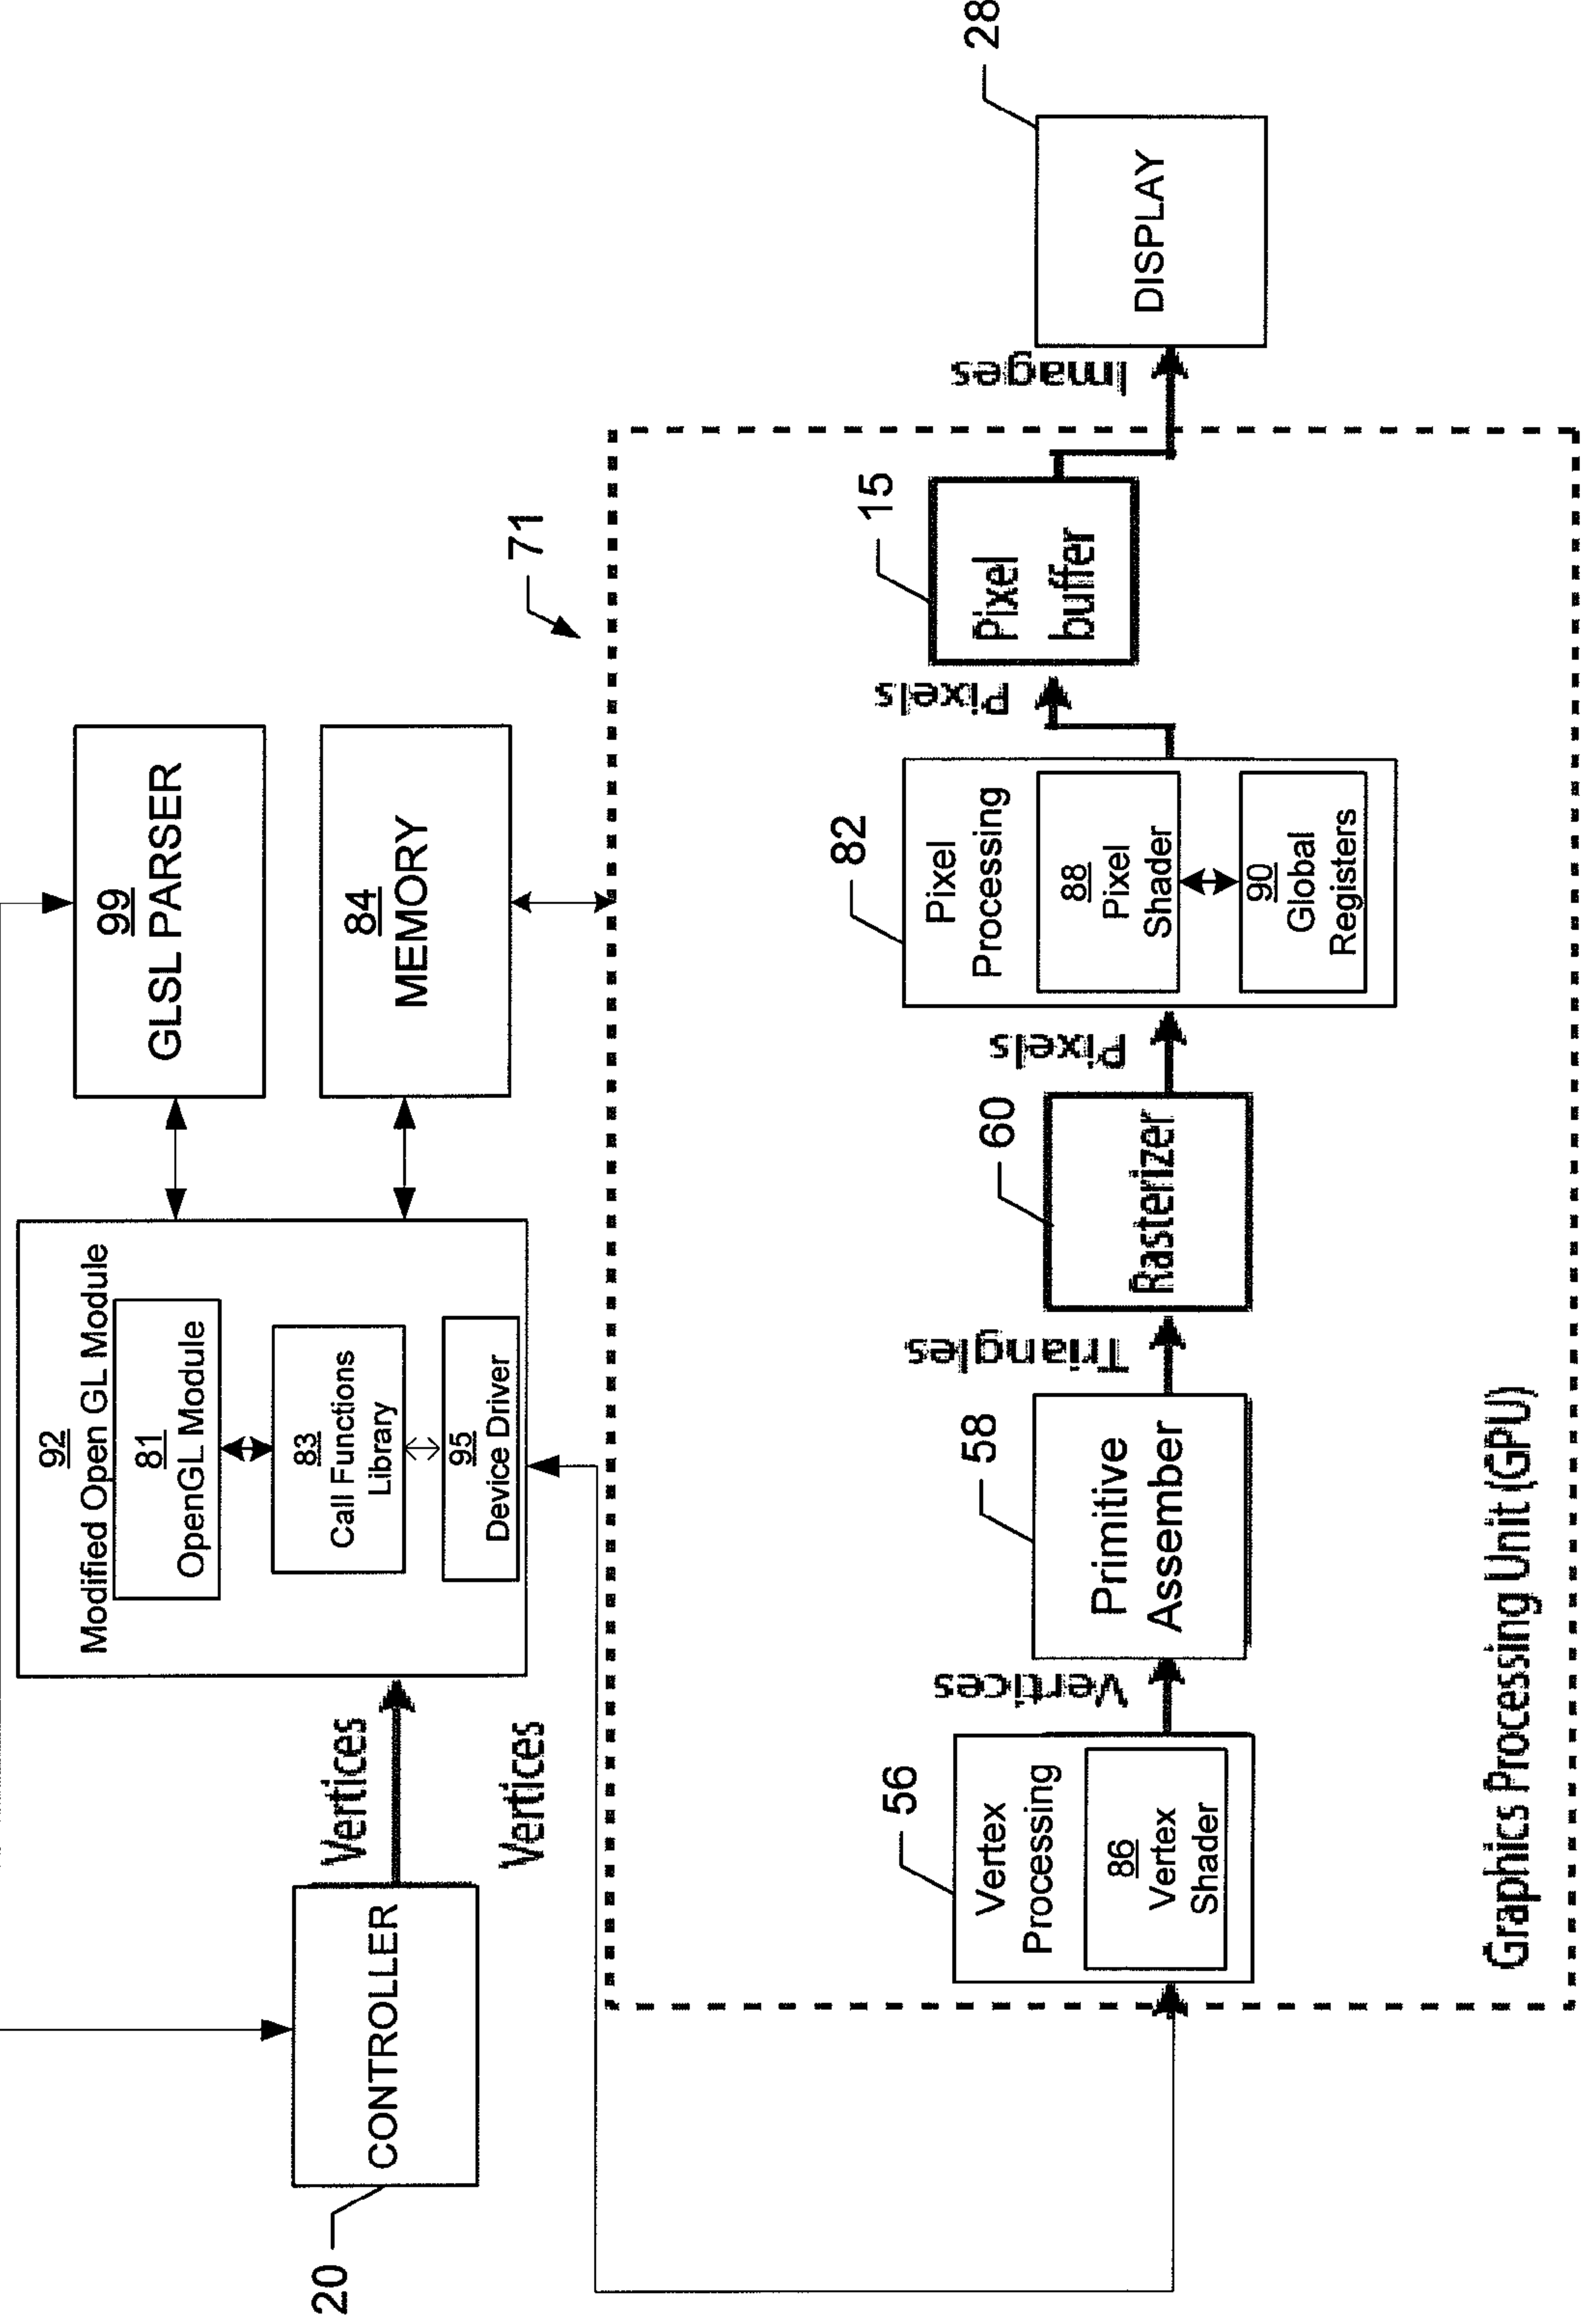 99
GLSL PARSER
84
MEMORY
92
Modified Open GL Module
81
OpenGL Module
83
Call Functions
Library
95
Device Driver
Vertices
CONTROLLER
20
Vertices
71
56
Vertex
Processing
86
Vertex
Shader
Vertices
58
Primitive
Assember
Triangles
60
Rasterizer
Pixels
82
Pixel
Processing
88
Pixel
Shader
90
Global
Registers
Pixels
15
Pixel
buffer
Images
28
DISPLAY
Graphics Processing Unit (GPU)